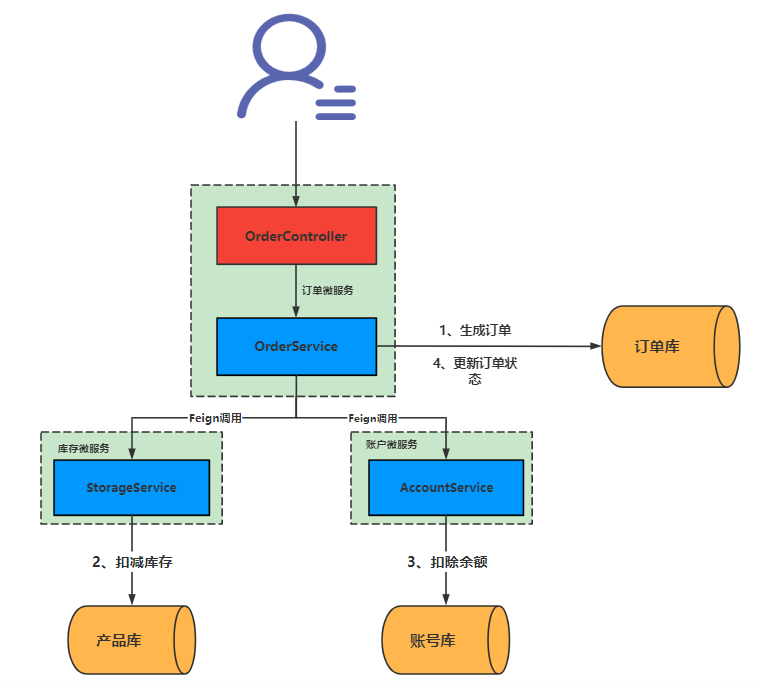 OrderController
订单微服务
OrderService
1、生成订单
4、更新订单状
态
订单库
Feign调用
Feign调用
库存微服务
StorageService
账户微服务
AccountService
2、扣减库存
3、扣除余额
产品库
账号库